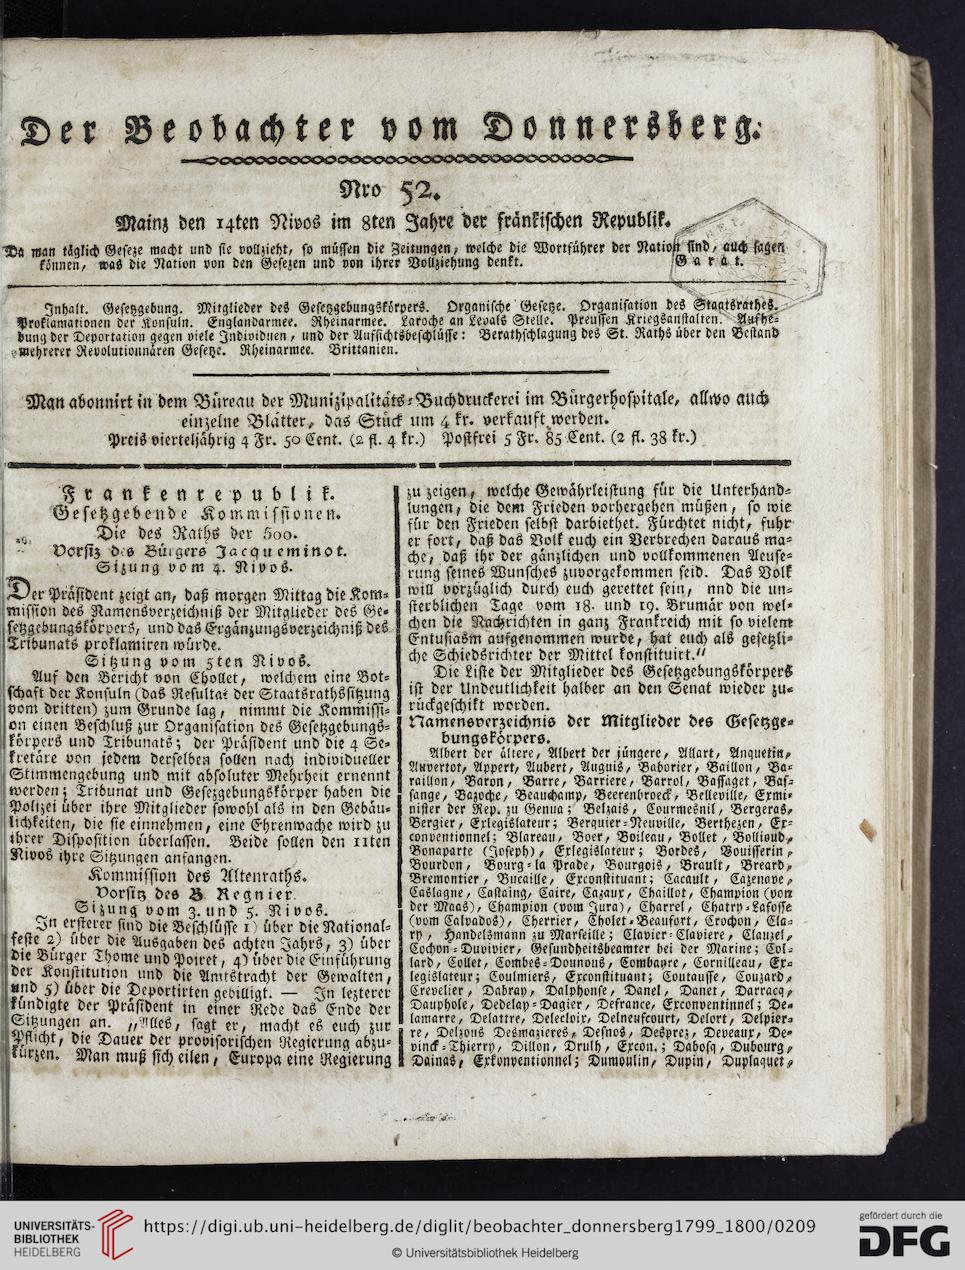 Der Beobachter vom Donnersberg.
Nro 52.
Mainz den 14ten Nivos im 8ten Jahre der fränkischen Republik.
Da man täglich Geseze macht und sie vollzieht, so müssen die Zeitungen, welche die Wortführer der Nation sind, auch sagen
können, was die Nation von den Gesezen und von ihrer Vollziehung denkt. Garat.
Inhalt. Gesetzgebung. Mitglieder des Gesetzgebungskörpers. Organische Gesetze. Organisation des Staatsrathes.
Proklamationen der Konsuln. Englandarmee. Rheinarmee. Laroche an Levals Stelle. Preussen Kriegsanstalten. Aufhe-
bung der Deportation gegen viele Individuen, und der Aufsichtsbeschlüsse: Berathschlagung des St. Raths über den Bestand
mehrerer Revolutionnären Gesetze. Rheinarmee. Brittanien.
Man abonnirt in dem Büreau der Munizipalitäts-Buchdruckerei im Bürgerhospitale, allwo auch
einzelne Blätter, das Stück um 4 kr. verkauft werden.
Preis vierteljährig 4 Fr. 50 Cent. (2 fl. 4 kr.) Postfrei 5 Fr. 85 Cent. (2 fl. 38 kr.)
Frankenrepublik.
Gesetzgebende Kommissionen.
Die des Raths der 500.
Vorsiz des Bürgers Jacqueminot.
Sizung vom 4. Nivos.
Der Präsident zeigt an, daß morgen Mittag die Kom-
mission des Namensverzeichniß der Mitglieder des Ge-
setzgebungskörpers, und das Ergänzungsverzeichniß des
Tribunats proklamiren würde.
Sitzung vom 5ten Nivos.
Auf den Bericht von Chollet, welchem eine Bot-
schaft der Konsuln (das Resultat der Staatsrathssitzung
vom dritten) zum Grunde lag, nimmt die Kommissi-
on einen Beschluß zur Organisation des Gesetzgebungs-
körpers und Tribunats; der Präsident und die 4 Se-
kretäre von jedem derselben sollen nach individueller
Stimmengebung und mit absoluter Mehrheit ernennt
werden; Tribunat und Gesezgebungskörper haben die
Polizei über ihre Mitglieder sowohl als in den Gebäu-
lichkeiten, die sie einnehmen, eine Ehrenwache wird zu
ihrer Disposition überlassen. Beide sollen den 11ten
Nivos ihre Sitzungen anfangen.
Kommission des Altenraths.
Vorsitz des B Regnier.
Sizung vom 3. und 5. Nivos.
In ersterer sind die Beschlüsse 1) über die National-
feste 2) über die Ausgaben des achten Jahrs, 3) über
die Bürger Thome und Poiret, 4) über die Einführung
der Konstitution und die Amtstracht der Gewalten,
und 5) über die Deportirten gebilligt. — In lezterer
kündigte der Präsident in einer Rede das Ende der
Sitzungen an. „Alles, sagt er, macht es euch zur
Pflicht, die Dauer der provisorischen Regierung abzu-
kürzen. Man muß sich eilen, Europa eine Regierung
zu zeigen, welche Gewährleistung für die Unterhand-
lungen, die dem Frieden vorhergehen müßen, so wie
für den Frieden selbst darbiethet. Fürchtet nicht, fuhr
er fort, daß das Volk euch ein Verbrechen daraus ma-
che, daß ihr der gänzlichen und vollkommenen Aeuse-
rung seines Wunsches zuvorgekommen seid. Das Volk
will vorzüglich durch euch gerettet sein, nnd die un-
sterblichen Tage vom 18. und 19. Brumär von wel-
chen die Nachrichten in ganz Frankreich mit so vielem
Entusiasm aufgenommen wurde, hat euch als gesetzli-
che Schiedsrichter der Mittel konstituirt.“
Die Liste der Mitglieder des Gesetzgebungskörpers
ist der Undeutlichkeit halber an den Senat wieder zu-
rückgeschikt worden.
Namensverzeichnis der Mitglieder des Gesetzge-
bungskörpers.
Albert der ältere, Albert der jüngere, Allart, Anquetin,
Auvertot, Appert, Aubert, Auguis, Baborier, Baillon, Ba-
raillon, Baron, Barre, Barriere, Barrol, Bassaget, Bas-
sange, Bazoche, Beauchamp, Beerenbroeck, Belleville, Exmi-
nister der Rep. zu Genua; Belzais, Courmesnil, Bergeras,
Bergier, Exlegislateur; Berquier-Neuville, Berthezen, Ex-
conventionnel; Blareau, Boer, Boileau, Bollet, Bollioud,
Bonaparte (Joseph), Exlegislateur; Bordes, Bouisserin,
Bourdon, Bourg-la Prade, Bourgois, Brault, Breard,
Bremontier, Bucaille, Exconstituant; Cacault, Cazenave,
Caslagne, Castaing, Caire, Cazaux, Chaillot, Champion (von
der Maas), Champion (vom Jura), Charrel, Chatry-Lafosse
(vom Calvados), Cherrier, Cholet-Beaufort, Crochon, Cla-
ry, Handelsmann zu Marseille; Clavier-Claviere, Clauzel,
Cochon-Duvivier, Gesundheitsbeamter bei der Marine; Col-
lard, Collet, Combes-Dounous, Combapre, Cornilleau, Ex-
legislateur; Coulmiers, Exconstituant; Coutausse, Couzard,
Crevelier, Dabray, Dalphonse, Danel, Danet, Darracq,
Dauphole, Dedelay-Dagier, Defrance, Exconventinnel; De-
lamarre, Delattre, Delecloix, Delneufcourt, Delort, Delpier-
re, Delzous Desmazieres, Desnos, Desprez, Deveaux, De-
vinck-Thierry, Dillon, Drulh, Excon.; Dabosq, Dubourg,
Dainas, Exkonventionnel; Dumoulin, Dupin, Duplaquet,
UNIVERSITÄTS-
BIBLIOTHEK
HEIDELBERG
https://digi.ub.uni-heidelberg.de/diglit/beobachter_donnersberg1799_1800/0209
© Universitätsbibliothek Heidelberg
gefördert durch die
DFG